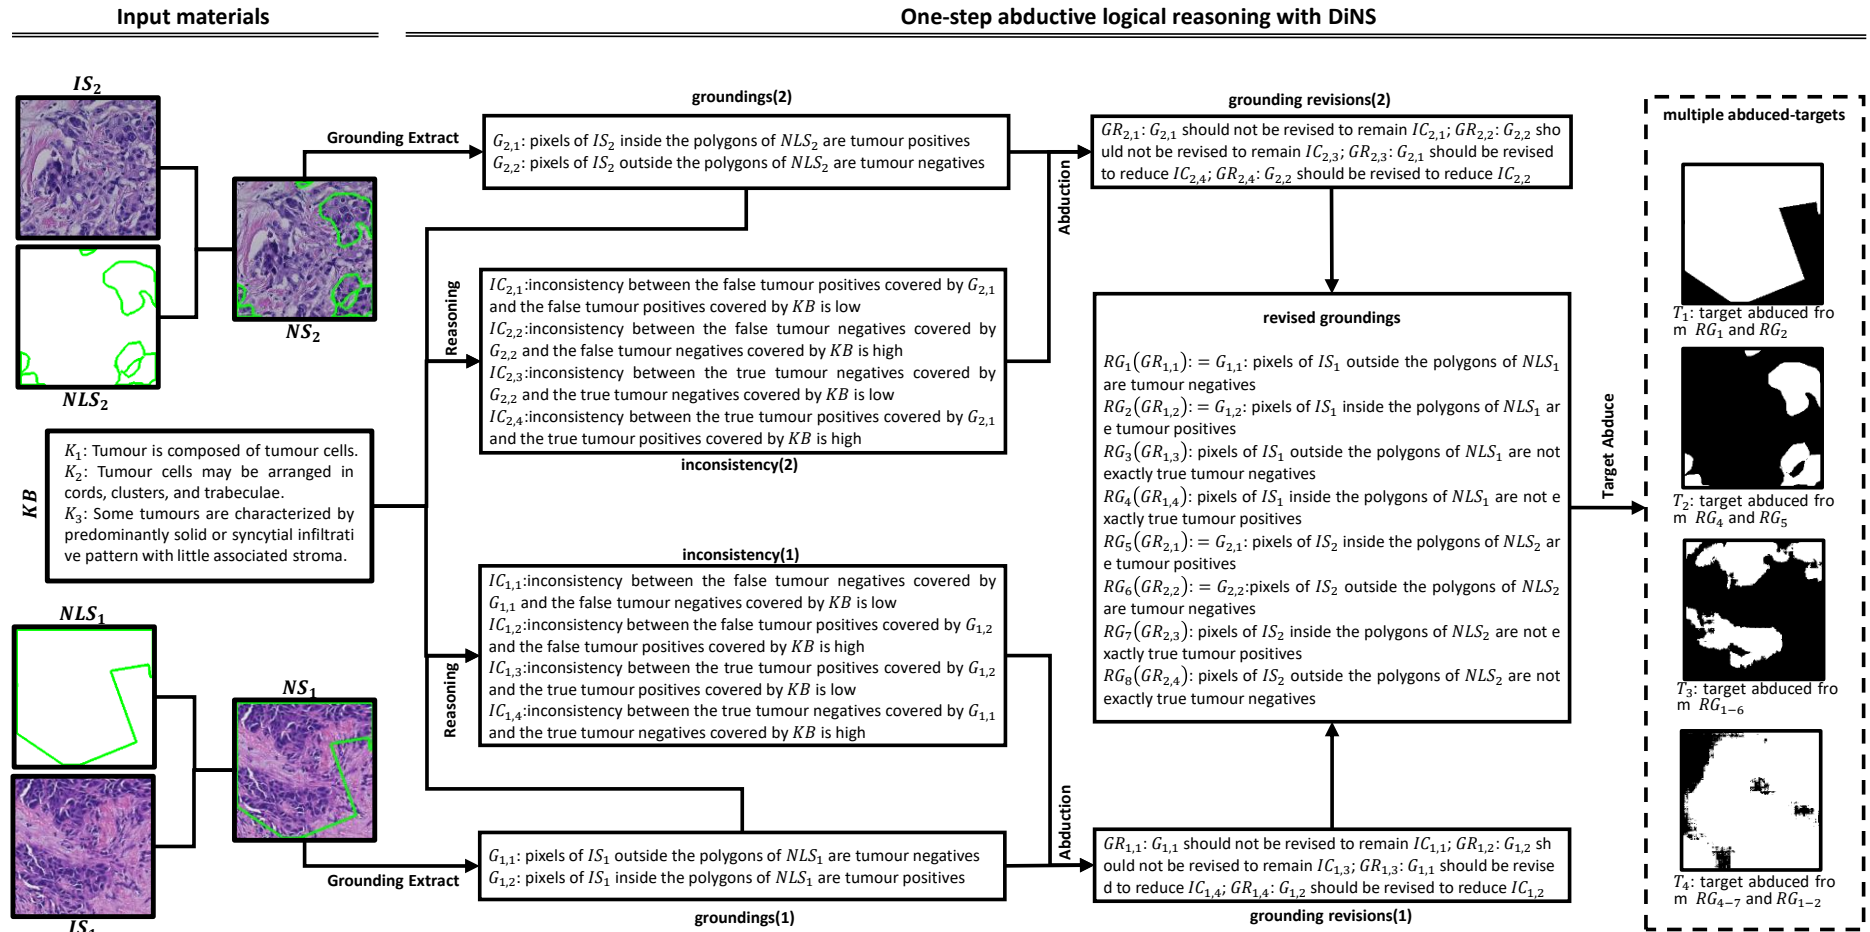 Input materials
One-step abductive logical reasoning with DiNS
IS₂
NLS₂
NS₂
KB
K₁: Tumour is composed of tumour cells.
K₂: Tumour cells may be arranged in
cords, clusters, and trabeculae.
K₃: Some tumours are characterized by
predominantly solid or syncytial infiltrati
ve pattern with little associated stroma.
NLS₁
NS₁
IS₁
Grounding Extract
groundings(2)
G₂,₁: pixels of IS₂ inside the polygons of NLS₂ are tumour positives
G₂,₂: pixels of IS₂ outside the polygons of NLS₂ are tumour negatives
Reasoning
IC₂,₁:inconsistency between the false tumour positives covered by G₂,₁
and the false tumour positives covered by KB is low
IC₂,₂:inconsistency between the false tumour negatives covered by
G₂,₂ and the false tumour negatives covered by KB is high
IC₂,₃:inconsistency between the true tumour negatives covered by
G₂,₂ and the true tumour negatives covered by KB is low
IC₂,₄:inconsistency between the true tumour positives covered by G₂,₁
and the true tumour positives covered by KB is high
inconsistency(2)
inconsistency(1)
IC₁,₁:inconsistency between the false tumour negatives covered by
G₁,₁ and the false tumour negatives covered by KB is low
IC₁,₂:inconsistency between the false tumour positives covered by G₁,₂
and the false tumour positives covered by KB is high
IC₁,₃:inconsistency between the true tumour positives covered by G₁,₂
and the true tumour positives covered by KB is low
IC₁,₄:inconsistency between the true tumour negatives covered by G₁,₁
and the true tumour negatives covered by KB is high
Reasoning
Grounding Extract
G₁,₁: pixels of IS₁ outside the polygons of NLS₁ are tumour negatives
G₁,₂: pixels of IS₁ inside the polygons of NLS₁ are tumour positives
groundings(1)
Abduction
grounding revisions(2)
GR₂,₁: G₂,₁ should not be revised to remain IC₂,₁; GR₂,₂: G₂,₂ sho
uld not be revised to remain IC₂,₃; GR₂,₃: G₂,₁ should be revised
to reduce IC₂,₄; GR₂,₄: G₂,₂ should be revised to reduce IC₂,₂
revised groundings
RG₁(GR₁,₁): = G₁,₁: pixels of IS₁ outside the polygons of NLS₁
are tumour negatives
RG₂(GR₁,₂): = G₁,₂: pixels of IS₁ inside the polygons of NLS₁ ar
e tumour positives
RG₃(GR₁,₃): pixels of IS₁ outside the polygons of NLS₁ are not
exactly true tumour negatives
RG₄(GR₁,₄): pixels of IS₁ inside the polygons of NLS₁ are not e
xactly true tumour positives
RG₅(GR₂,₁): = G₂,₁: pixels of IS₂ inside the polygons of NLS₂ ar
e tumour positives
RG₆(GR₂,₂): = G₂,₂:pixels of IS₂ outside the polygons of NLS₂
are tumour negatives
RG₇(GR₂,₃): pixels of IS₂ inside the polygons of NLS₂ are not e
xactly true tumour positives
RG₈(GR₂,₄): pixels of IS₂ outside the polygons of NLS₂ are not
exactly true tumour negatives
Abduction
GR₁,₁: G₁,₁ should not be revised to remain IC₁,₁; GR₁,₂: G₁,₂ sh
ould not be revised to remain IC₁,₃; GR₁,₃: G₁,₁ should be revise
d to reduce IC₁,₄; GR₁,₄: G₁,₂ should be revised to reduce IC₁,₂
grounding revisions(1)
Target Abduce
multiple abduced-targets
T₁: target abduced fro
m RG₁ and RG₂
T₂: target abduced fro
m RG₄ and RG₅
T₃: target abduced fro
m RG₁₋₆
T₄: target abduced fro
m RG₄₋₇ and RG₁₋₂